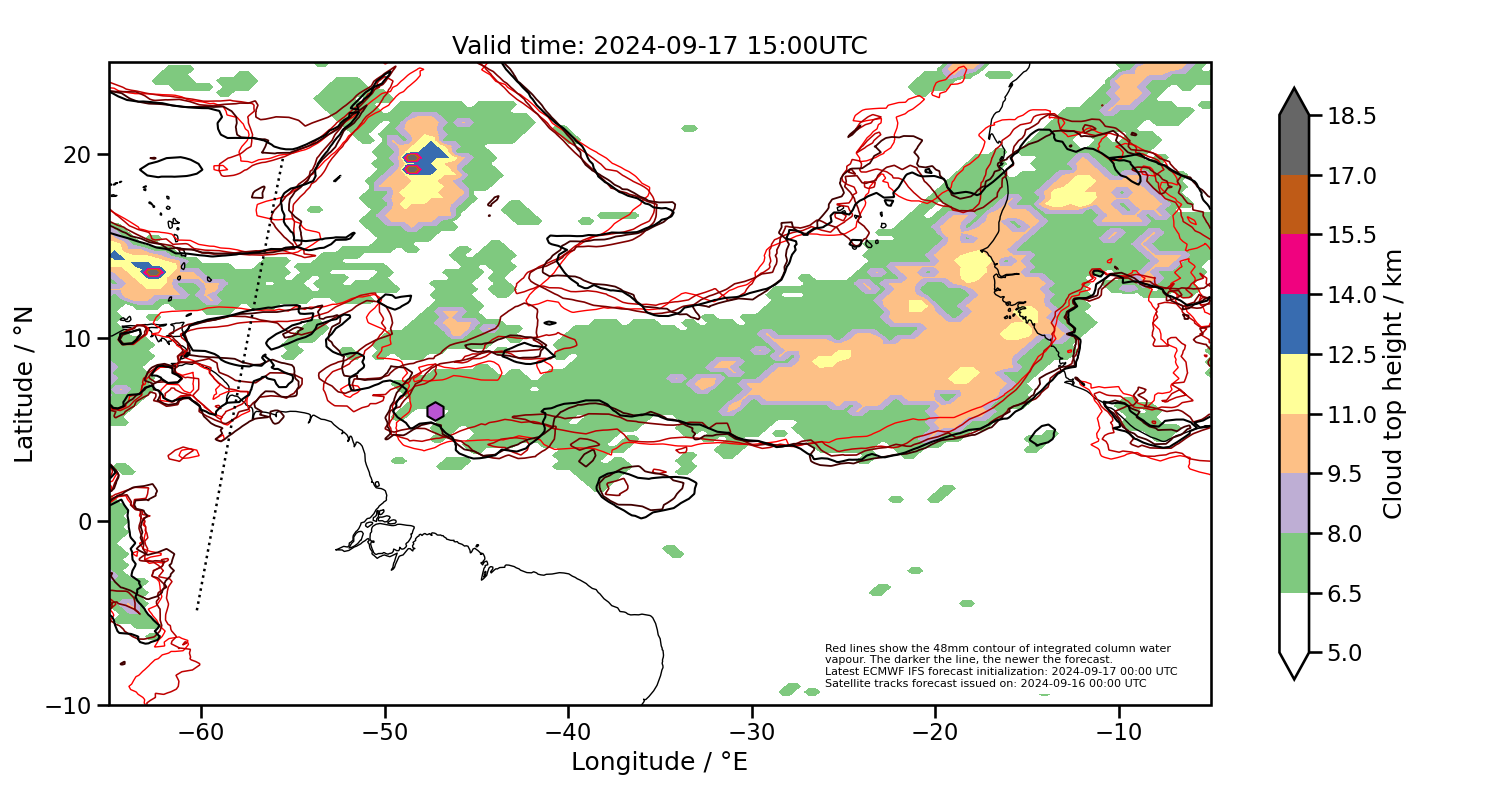 Valid time: 2024-09-17 15:00UTC
20
10
0
−10
Latitude / °N
−60
−50
−40
−30
−20
−10
Longitude / °E
Red lines show the 48mm contour of integrated column water
vapour. The darker the line, the newer the forecast.
Latest ECMWF IFS forecast initialization: 2024-09-17 00:00 UTC
Satellite tracks forecast issued on: 2024-09-16 00:00 UTC
18.5
17.0
15.5
14.0
12.5
11.0
9.5
8.0
6.5
5.0
Cloud top height / km